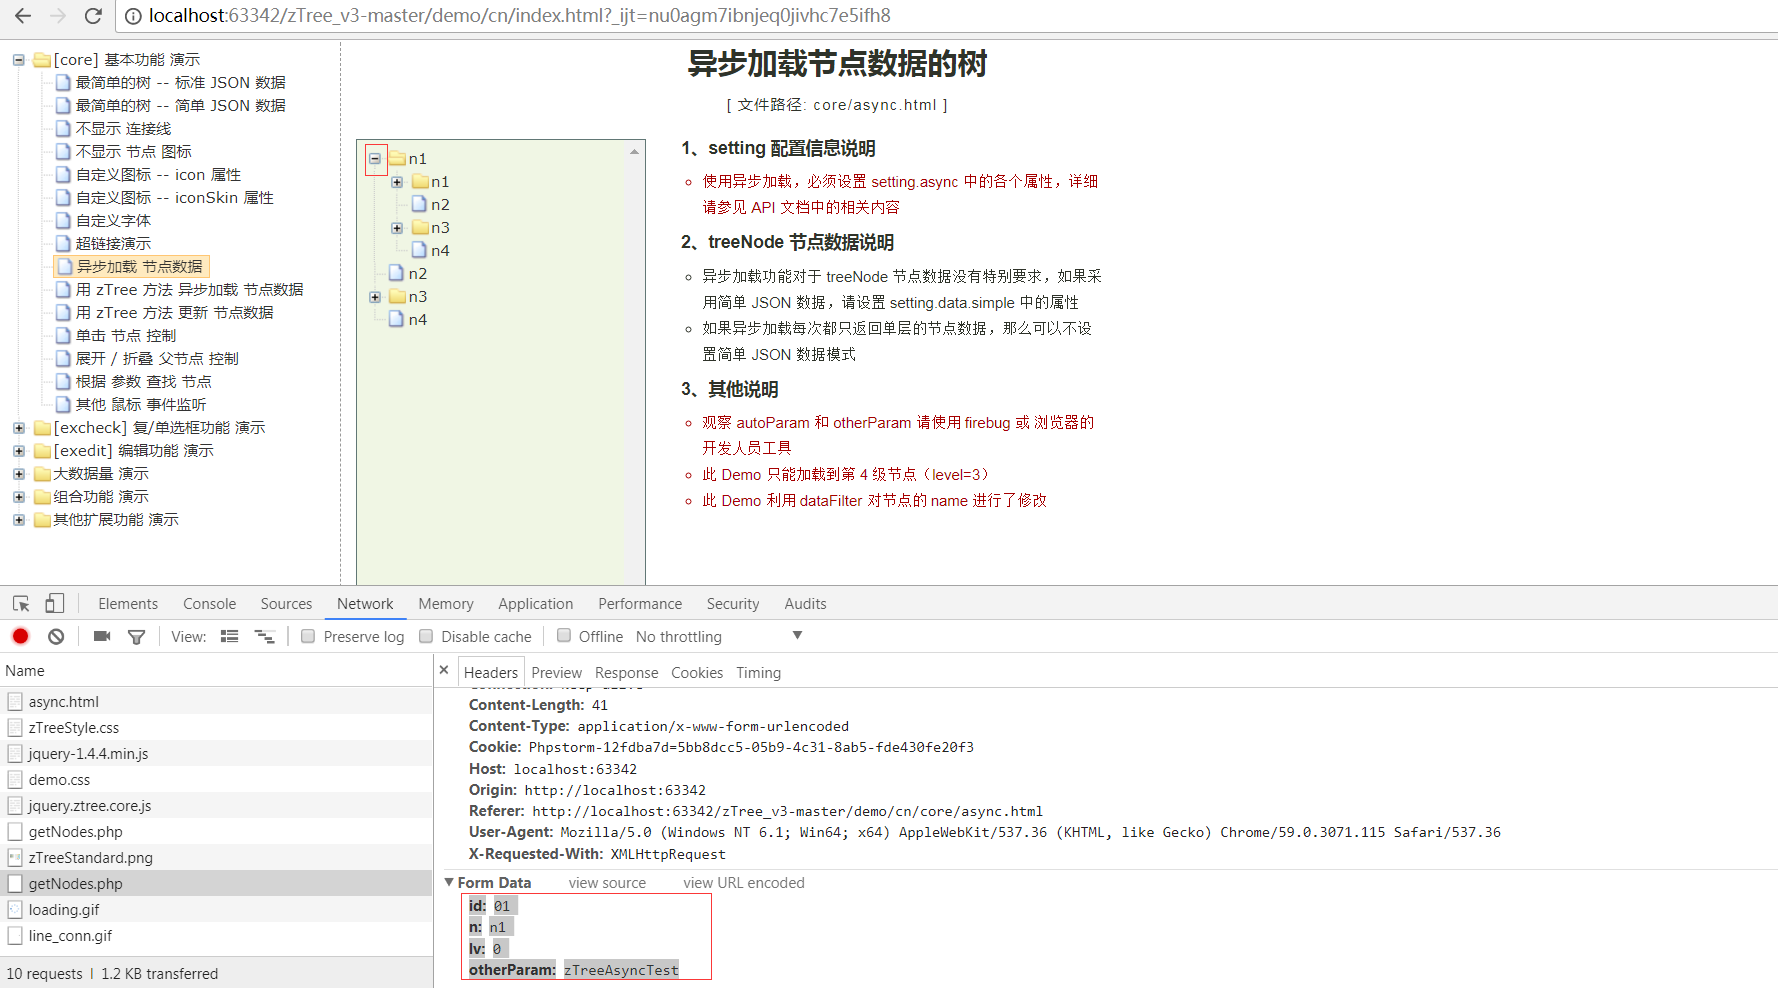 localhost:63342/zTree_v3-master/demo/cn/index.html?_ijt=nu0agm7ibnjeq0jivhc7e5ifh8
[core] 基本功能 演示
最简单的树 -- 标准 JSON 数据
最简单的树 -- 简单 JSON 数据
不显示 连接线
不显示 节点 图标
自定义图标 -- icon 属性
自定义图标 -- iconSkin 属性
自定义字体
超链接演示
异步加载 节点数据
用 zTree 方法 异步加载 节点数据
用 zTree 方法 更新 节点数据
单击 节点 控制
展开 / 折叠 父节点 控制
根据 参数 查找 节点
其他 鼠标 事件监听
[excheck] 复/单选框功能 演示
[exedit] 编辑功能 演示
大数据量 演示
组合功能 演示
其他扩展功能 演示
异步加载节点数据的树
[ 文件路径: core/async.html ]
n1
n1
n2
n3
n4
n2
n3
n4
1、setting 配置信息说明
使用异步加载，必须设置 setting.async 中的各个属性，详细
请参见 API 文档中的相关内容
2、treeNode 节点数据说明
异步加载功能对于 treeNode 节点数据没有特别要求，如果采
用简单 JSON 数据，请设置 setting.data.simple 中的属性
如果异步加载每次都只返回单层的节点数据，那么可以不设
置简单 JSON 数据模式
3、其他说明
观察 autoParam 和 otherParam 请使用 firebug 或 浏览器的
开发人员工具
此 Demo 只能加载到第 4 级节点（level=3）
此 Demo 利用 dataFilter 对节点的 name 进行了修改
Elements Console Sources Network Memory Application Performance Security Audits
View: Preserve log Disable cache Offline No throttling
Name
async.html
zTreeStyle.css
jquery-1.4.4.min.js
demo.css
jquery.ztree.core.js
getNodes.php
zTreeStandard.png
getNodes.php
loading.gif
line_conn.gif
10 requests | 1.2 KB transferred
Headers Preview Response Cookies Timing
Connection: keep-alive
Content-Length: 41
Content-Type: application/x-www-form-urlencoded
Cookie: Phpstorm-12fdba7d=5bb8dcc5-05b9-4c31-8ab5-fde430fe20f3
Host: localhost:63342
Origin: http://localhost:63342
Referer: http://localhost:63342/zTree_v3-master/demo/cn/core/async.html
User-Agent: Mozilla/5.0 (Windows NT 6.1; Win64; x64) AppleWebKit/537.36 (KHTML, like Gecko) Chrome/59.0.3071.115 Safari/537.36
X-Requested-With: XMLHttpRequest
Form Data view source view URL encoded
id: 01
n: n1
lv: 0
otherParam: zTreeAsyncTest